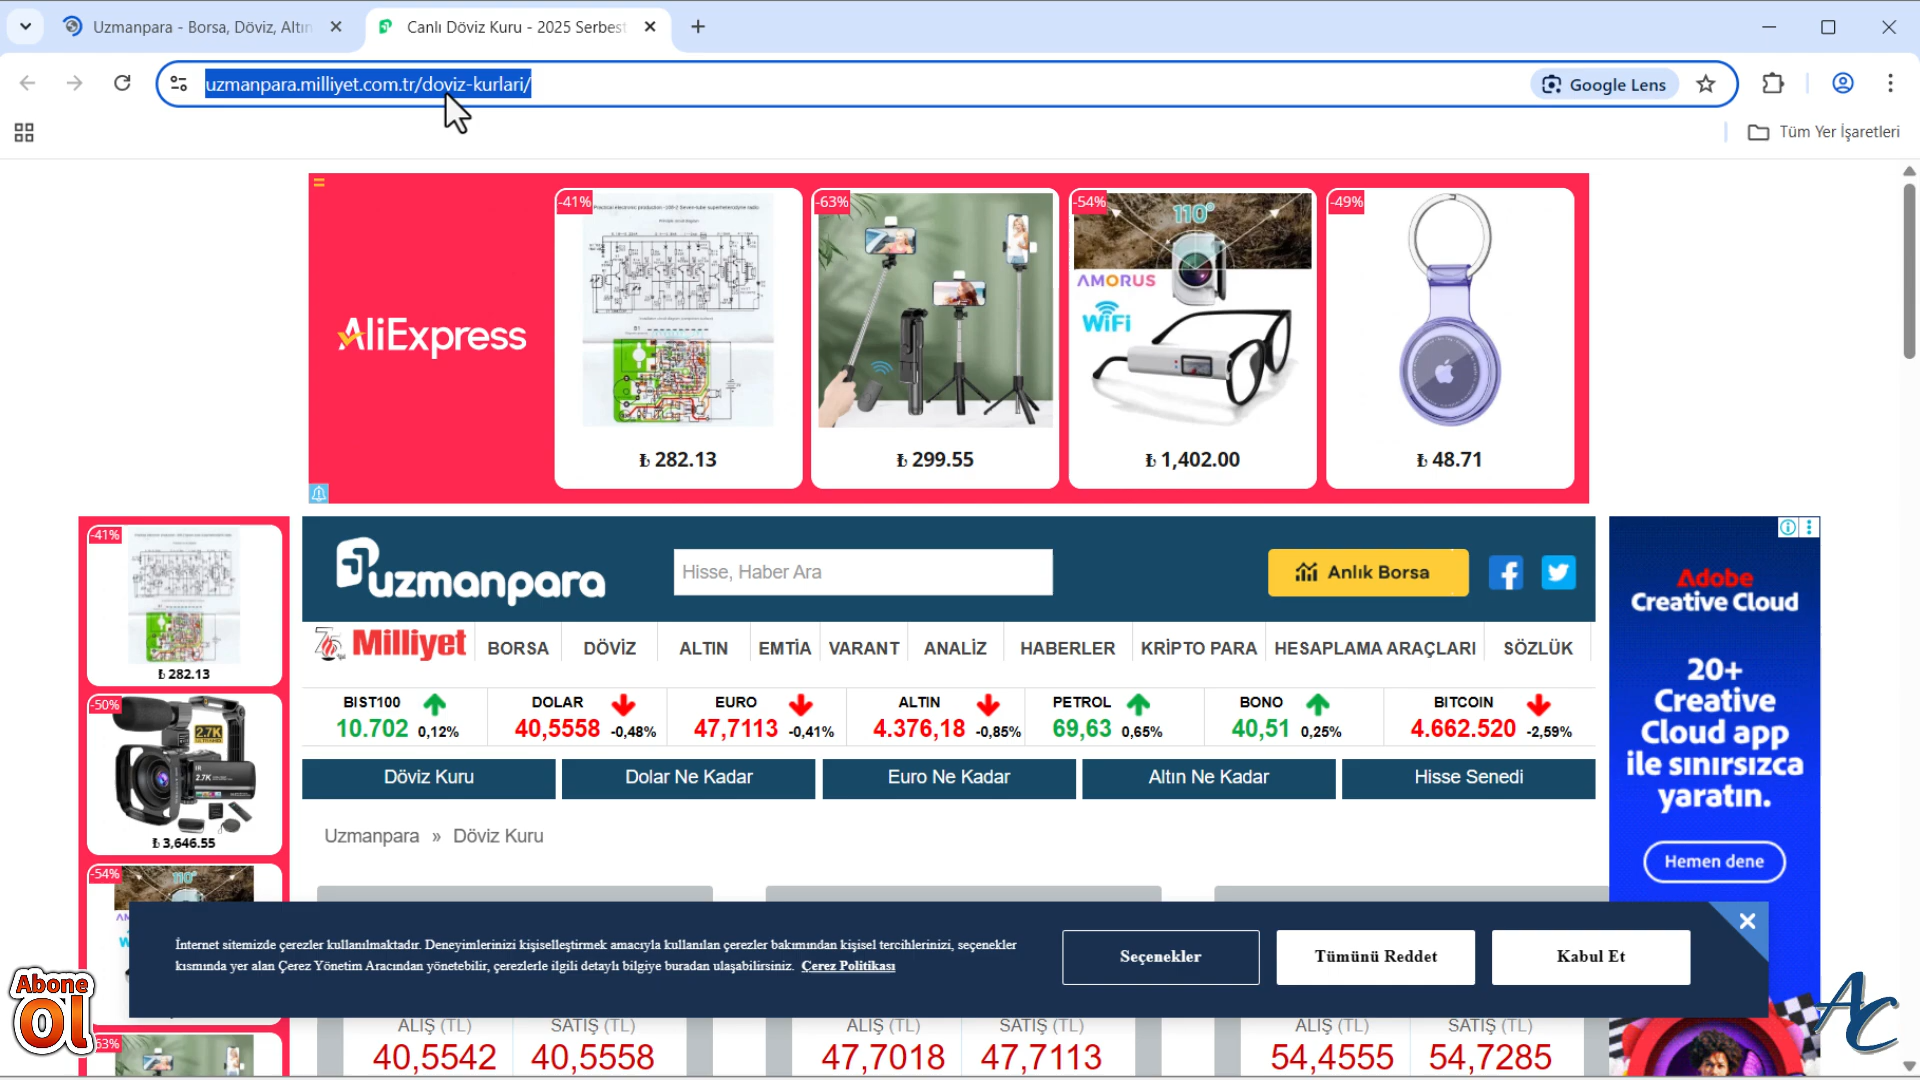 Uzmanpara - Borsa, Döviz, Altın
Canlı Döviz Kuru - 2025 Serbest
uzmanpara.milliyet.com.tr/doviz-kurlari/
Google Lens
Tüm Yer İşaretleri
AliExpress
-41%
₺ 282.13
-63%
₺ 299.55
-54%
110°
AMORUS
WiFi
₺ 1,402.00
-49%
₺ 48.71
-41%
₺ 282.13
-50%
2.7K
₺ 3,646.55
-54%
110°
63%
uzmanpara
Hisse, Haber Ara
Anlık Borsa
Milliyet
BORSA
DÖVİZ
ALTIN
EMTİA
VARANT
ANALİZ
HABERLER
KRİPTO PARA
HESAPLAMA ARAÇLARI
SÖZLÜK
BIST100
10.702 0,12%
DOLAR
40,5558 -0,48%
EURO
47,7113 -0,41%
ALTIN
4.376,18 -0,85%
PETROL
69,63 0,65%
BONO
40,51 0,25%
BITCOIN
4.662.520 -2,59%
Döviz Kuru
Dolar Ne Kadar
Euro Ne Kadar
Altın Ne Kadar
Hisse Senedi
Uzmanpara » Döviz Kuru
Adobe
Creative Cloud
20+
Creative
Cloud app
ile sınırsızca
yaratın.
Hemen dene
İnternet sitemizde çerezler kullanılmaktadır. Deneyimlerinizi kişiselleştirmek amacıyla kullanılan çerezler bakımından kişisel tercihlerinizi, seçenekler
kısmında yer alan Çerez Yönetim Aracından yönetebilir, çerezlerle ilgili detaylı bilgiye buradan ulaşabilirsiniz. Çerez Politikası
Seçenekler
Tümünü Reddet
Kabul Et
ALIŞ (TL)
SATIŞ (TL)
40,5542
40,5558
ALIŞ (TL)
SATIŞ (TL)
47,7018
47,7113
ALIŞ (TL)
SATIŞ (TL)
54,4555
54,7285
Abone
Ol
AC